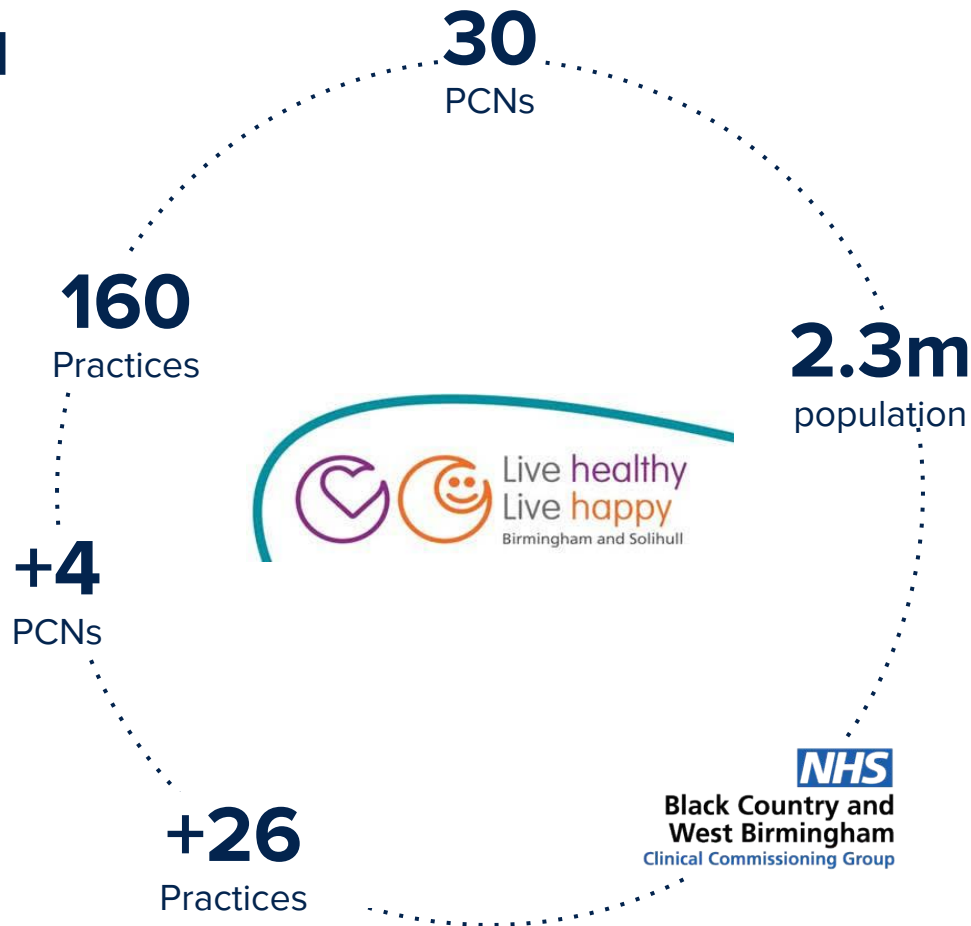 30
PCNs
160
Practices
2.3m
population
Live healthy
Live happy
Birmingham and Solihull
+4
PCNs
NHS
Black Country and
West Birmingham
Clinical Commissioning Group
+26
Practices